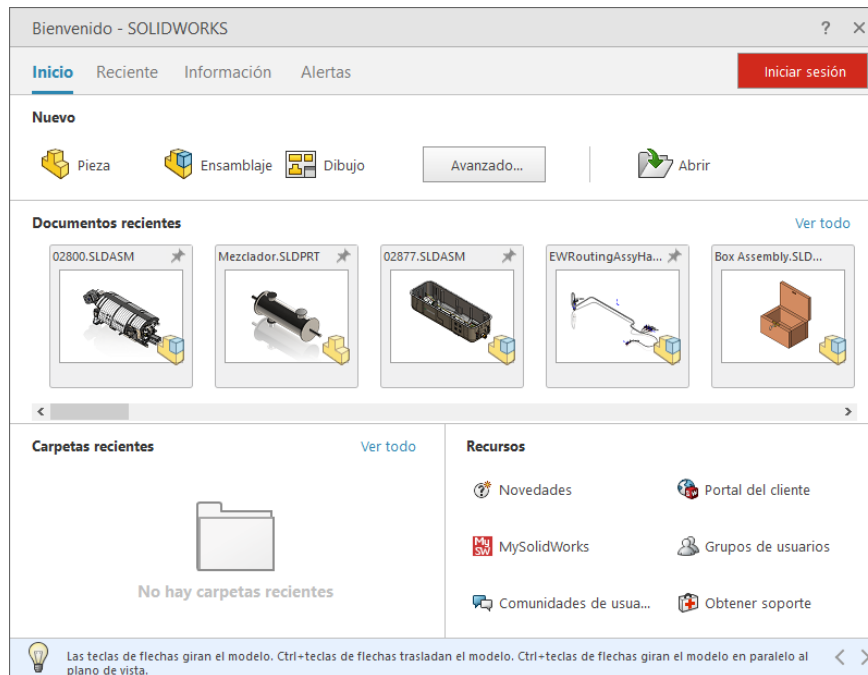 Bienvenido - SOLIDWORKS
?
Inicio Reciente Información Alertas Iniciar sesión
Nuevo
Pieza Ensamblaje Dibujo Avanzado... Abrir
Documentos recientes Ver todo
02800.SLDASM Mezclador.SLDPRT 02877.SLDASM EWRoutingAssyHa... Box Assembly.SLD...
Carpetas recientes Ver todo Recursos
Novedades Portal del cliente
My SW MySolidWorks Grupos de usuarios
No hay carpetas recientes
Comunidades de usua... Obtener soporte
Las teclas de flechas giran el modelo. Ctrl+teclas de flechas trasladan el modelo. Ctrl+teclas de flechas giran el modelo en paralelo al
plano de vista.